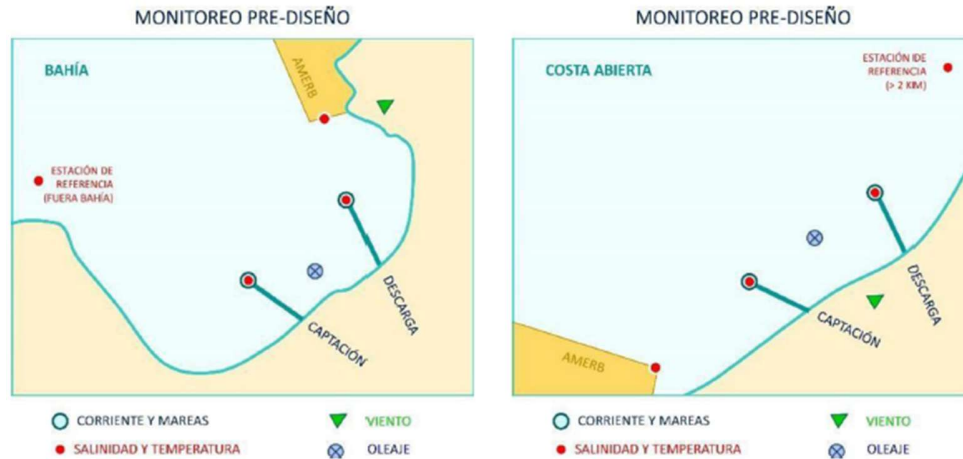 MONITOREO PRE-DISEÑO
BAHÍA
AMERB
ESTACIÓN DE
REFERENCIA
(FUERA BAHÍA)
DESCARGA
CAPTACIÓN
CORRIENTE Y MAREAS
VIENTO
SALINIDAD Y TEMPERATURA
OLEAJE
MONITOREO PRE-DISEÑO
COSTA ABIERTA
ESTACIÓN DE
REFERENCIA
(> 2 KM)
DESCARGA
CAPTACIÓN
AMERB
CORRIENTE Y MAREAS
VIENTO
SALINIDAD Y TEMPERATURA
OLEAJE